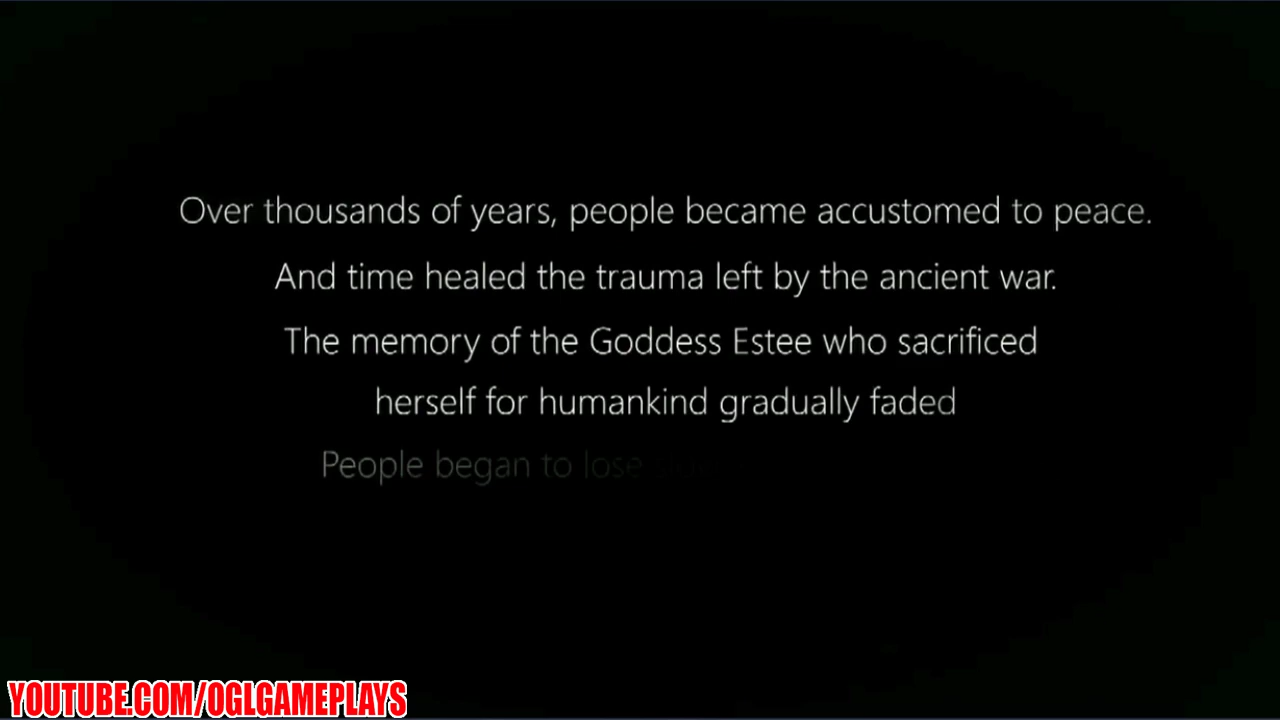 Over thousands of years, people became accustomed to peace.
And time healed the trauma left by the ancient war.
The memory of the Goddess Estee who sacrificed
herself for humankind gradually faded
People began to lose
YOUTUBE.COM/OGLGAMEPLAYS